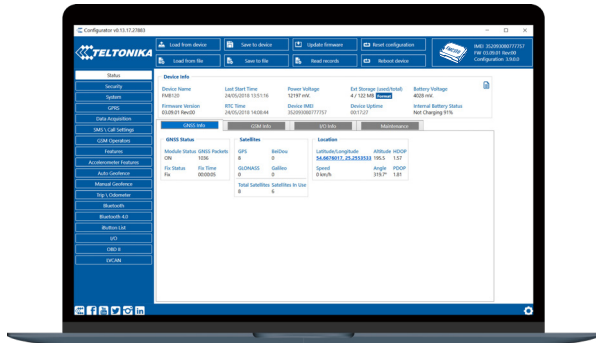 Configurator v0.13.17.27883
TELTONIKA
Load from device
Save to device
Update firmware
Reset configuration
Load from file
Save to file
Read records
Reboot device
FMB120
IMEI 352093080777757
FW 03.09.01 Rev:00
Configuration 3.9.0.0
Status
Security
System
GPRS
Data Acquisition
SMS \ Call Settings
GSM Operators
Features
Accelerometer Features
Auto Geofence
Manual Geofence
Trip \ Odometer
Bluetooth
Bluetooth 4.0
iButton List
I/O
OBD II
LVCAN
Device Info
Device Name Last Start Time Power Voltage Ext Storage (used/total) Battery Voltage
FMB120 24/05/2018 13:51:16 12197 mV. 4 / 122 MB Format 4026 mV.
Firmware Version RTC Time Device IMEI Device Uptime Internal Battery Status
03.09.01 Rev:00 24/05/2018 14:08:44 352093080777757 00:17:27 Not Charging 91%
GNSS Info GSM Info I/O Info Maintenance
GNSS Status
Module Status GNSS Packets
ON 1036
Fix Status Fix Time
Fix 00:00:05
Satellites
GPS BeiDou
8 0
GLONASS Galileo
0 0
Total Satellites Satellites In Use
8 6
Location
Latitude/Longitude Altitude HDOP
54.6678017, 25.2553533 195.5 1.57
Speed Angle PDOP
0 km/h 319.7° 1.81